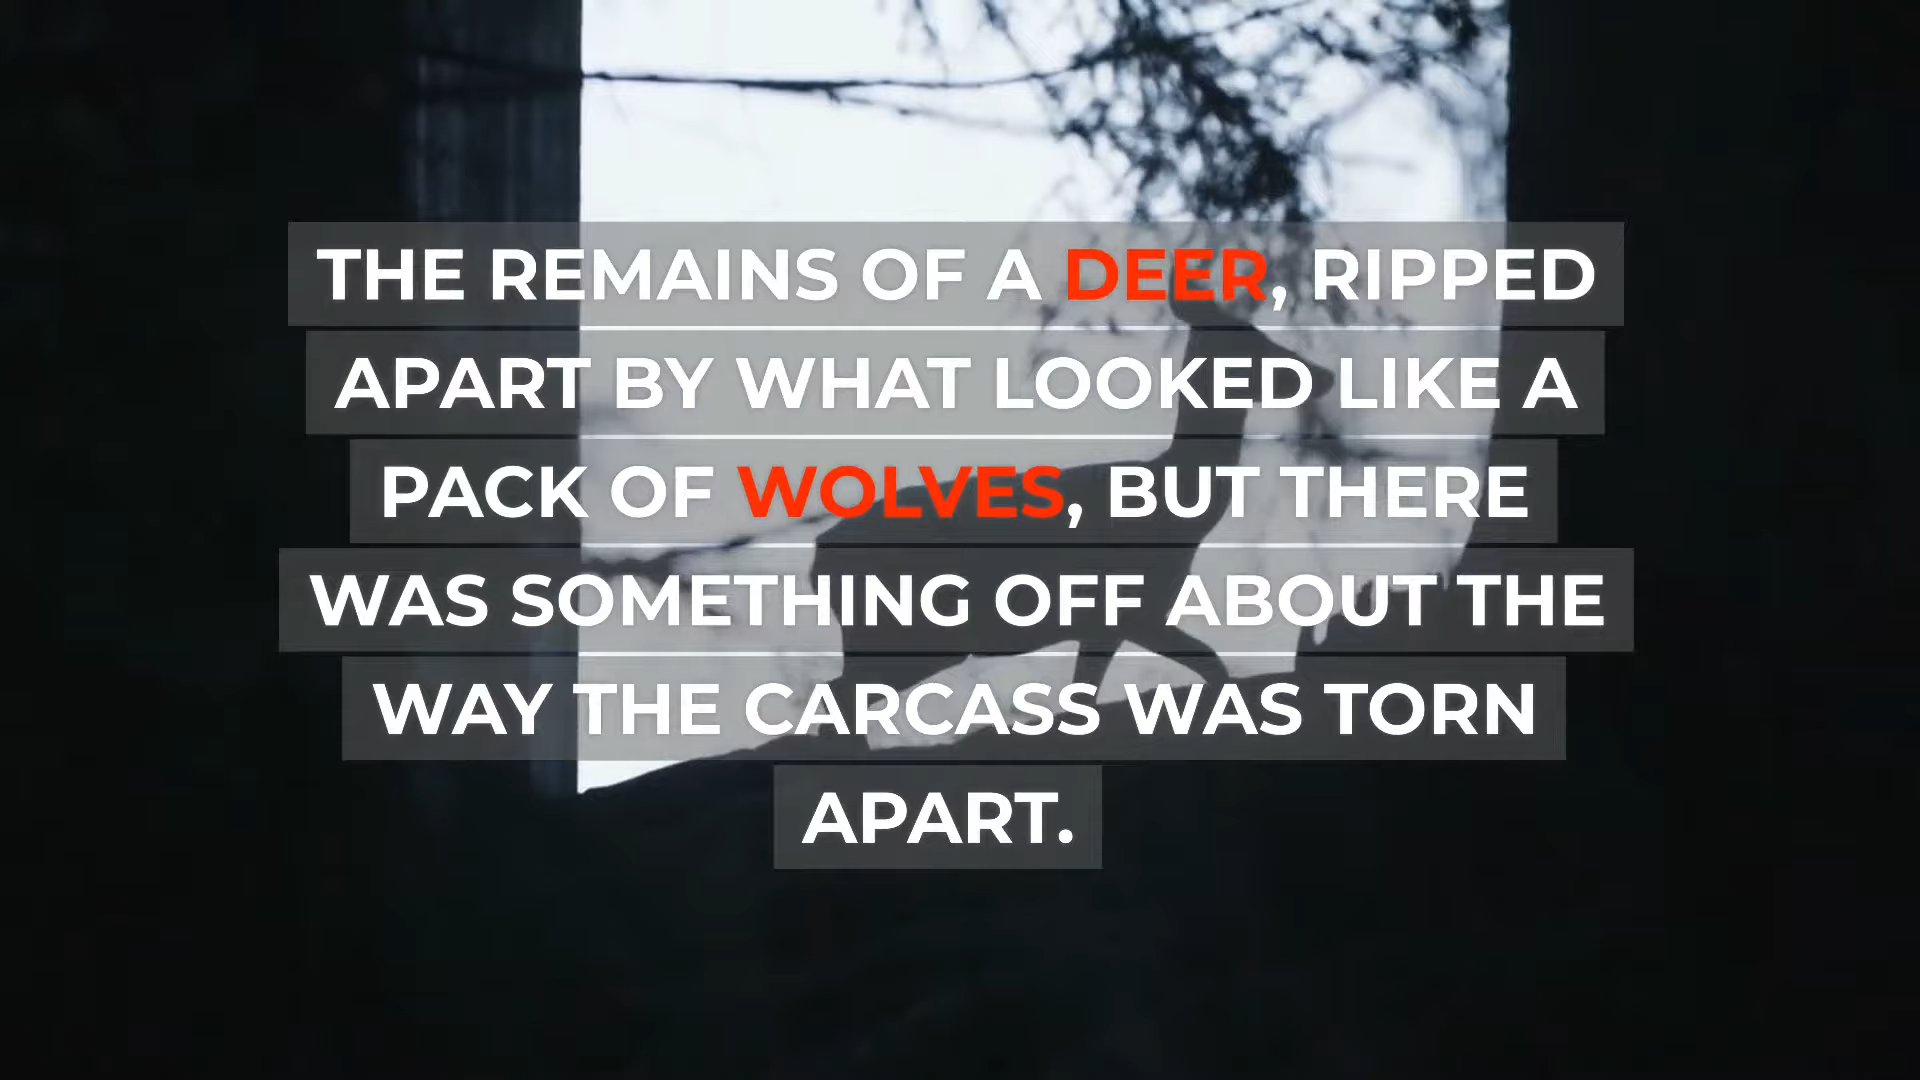 THE REMAINS OF A DEER, RIPPED
APART BY WHAT LOOKED LIKE A
PACK OF WOLVES, BUT THERE
WAS SOMETHING OFF ABOUT THE
WAY THE CARCASS WAS TORN
APART.